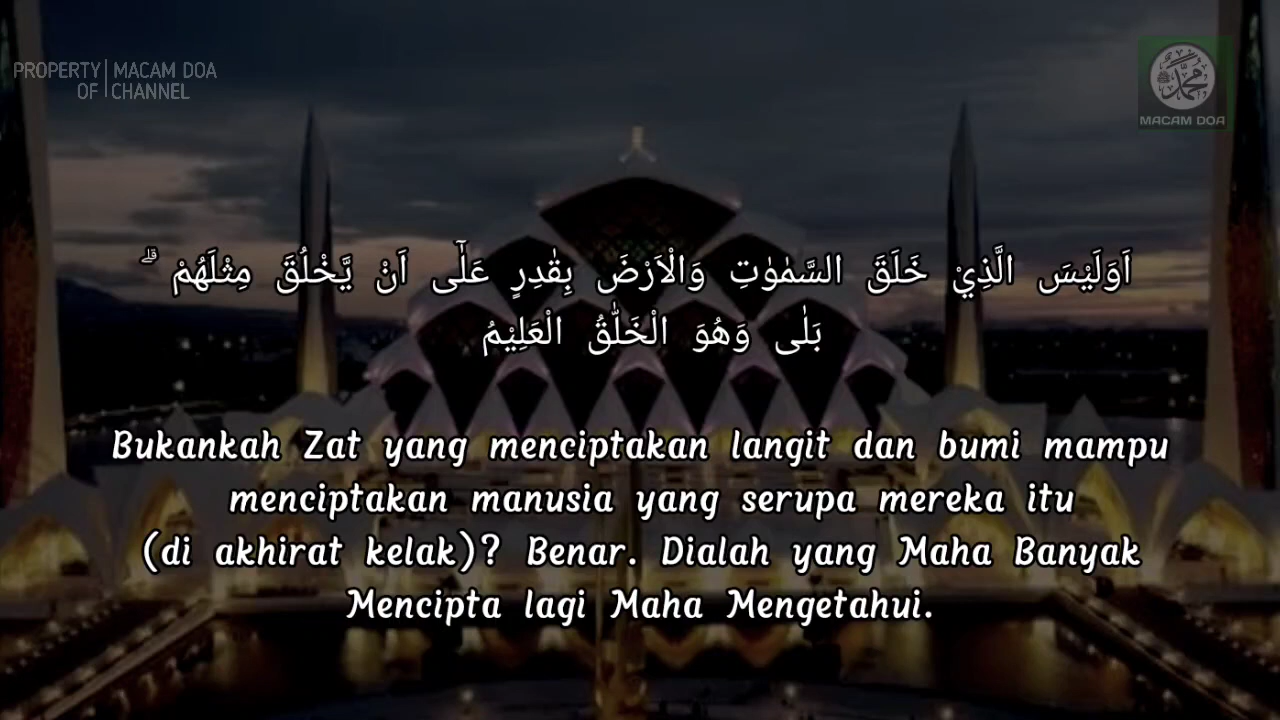 PROPERTY | MACAM DOA
OF | CHANNEL
MACAM DOA
اَوَلَيْسَ الَّذِيْ خَلَقَ السَّمٰوٰتِ وَالْاَرْضَ بِقٰدِرٍ عَلٰٓى اَنْ يَّخْلُقَ مِثْلَهُمْ ۗ
بَلٰى وَهُوَ الْخَلّٰقُ الْعَلِيْمُ
Bukankah Zat yang menciptakan langit dan bumi mampu
menciptakan manusia yang serupa mereka itu
(di akhirat kelak)? Benar. Dialah yang Maha Banyak
Mencipta lagi Maha Mengetahui.